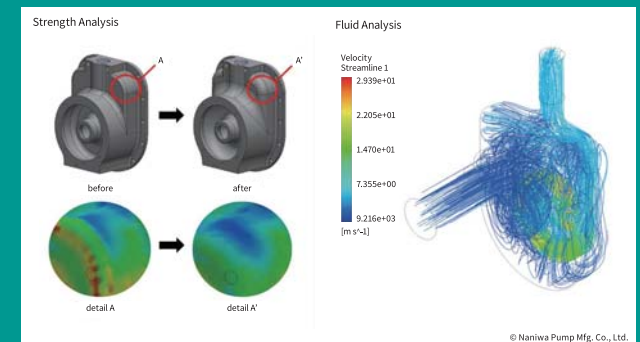 Strength Analysis
A
A'
before
after
detail A
detail A'
Fluid Analysis
Velocity
Streamline 1
2.939e+01
2.205e+01
1.470e+01
7.355e+00
9.216e+03
[m s^-1]
© Naniwa Pump Mfg. Co., Ltd.